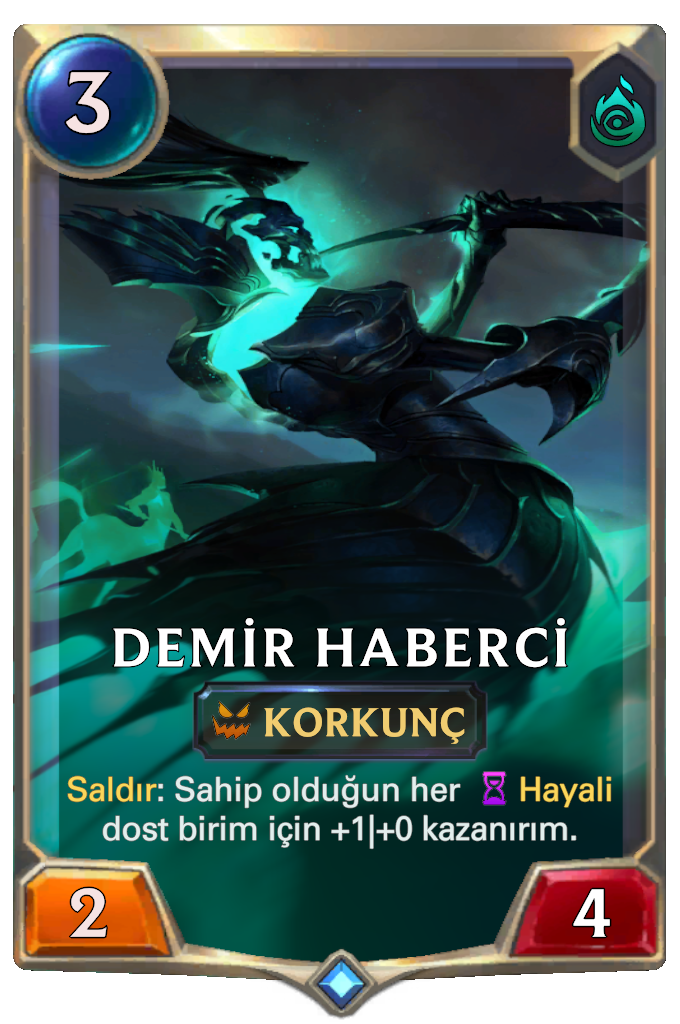 3
DEMİR HABERCİ
KORKUNÇ
Saldır: Sahip olduğun her Hayali
dost birim için +1|+0 kazanırım.
2
4